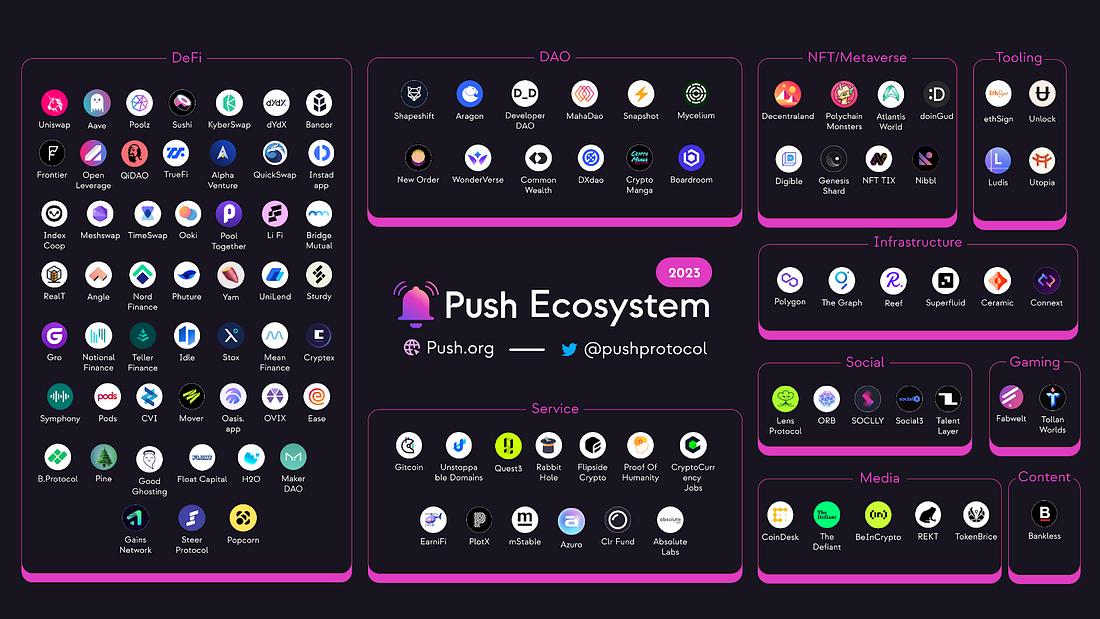 DeFi
Uniswap Aave Poolz Sushi KyberSwap dYdX Bancor
Frontier Open Leverage QiDAO TrueFi Alpha Venture QuickSwap Instad app
Index Coop Meshswap TimeSwap Ooki Pool Together Li Fi Bridge Mutual
RealT Angle Nord Finance Phuture Yam UniLend Sturdy
Gro Notional Finance Teller Finance Idle Stox Mean Finance Cryptex
Symphony Pods CVI Mover Oasis. app OVIX Ease
B.Protocol Pine Good Ghosting Float Capital H2O Maker DAO
Gains Network Steer Protocol Popcorn
DAO
Shapeshift Aragon Developer DAO MahaDao Snapshot Mycelium
New Order WonderVerse Common Wealth DXdao Crypto Manga Boardroom
2023
Push Ecosystem
Push.org — @pushprotocol
Service
Gitcoin Unstoppa ble Domains Quest3 Rabbit Hole Flipside Crypto Proof Of Humanity CryptoCurr ency Jobs
EarniFi PlotX mStable Azuro Clr Fund Absolute Labs
NFT/Metaverse
Decentraland Polychain Monsters Atlantis World doinGud
Digible Genesis Shard NFT TIX Nibbl
Tooling
ethSign Unlock
Ludis Utopia
Infrastructure
Polygon The Graph Reef Superfluid Ceramic Connext
Social
Lens Protocol ORB SOCLLY Social3 Talent Layer
Gaming
Fabwelt Tollan Worlds
Media
CoinDesk The Defiant BeInCrypto REKT TokenBrice
Content
Bankless